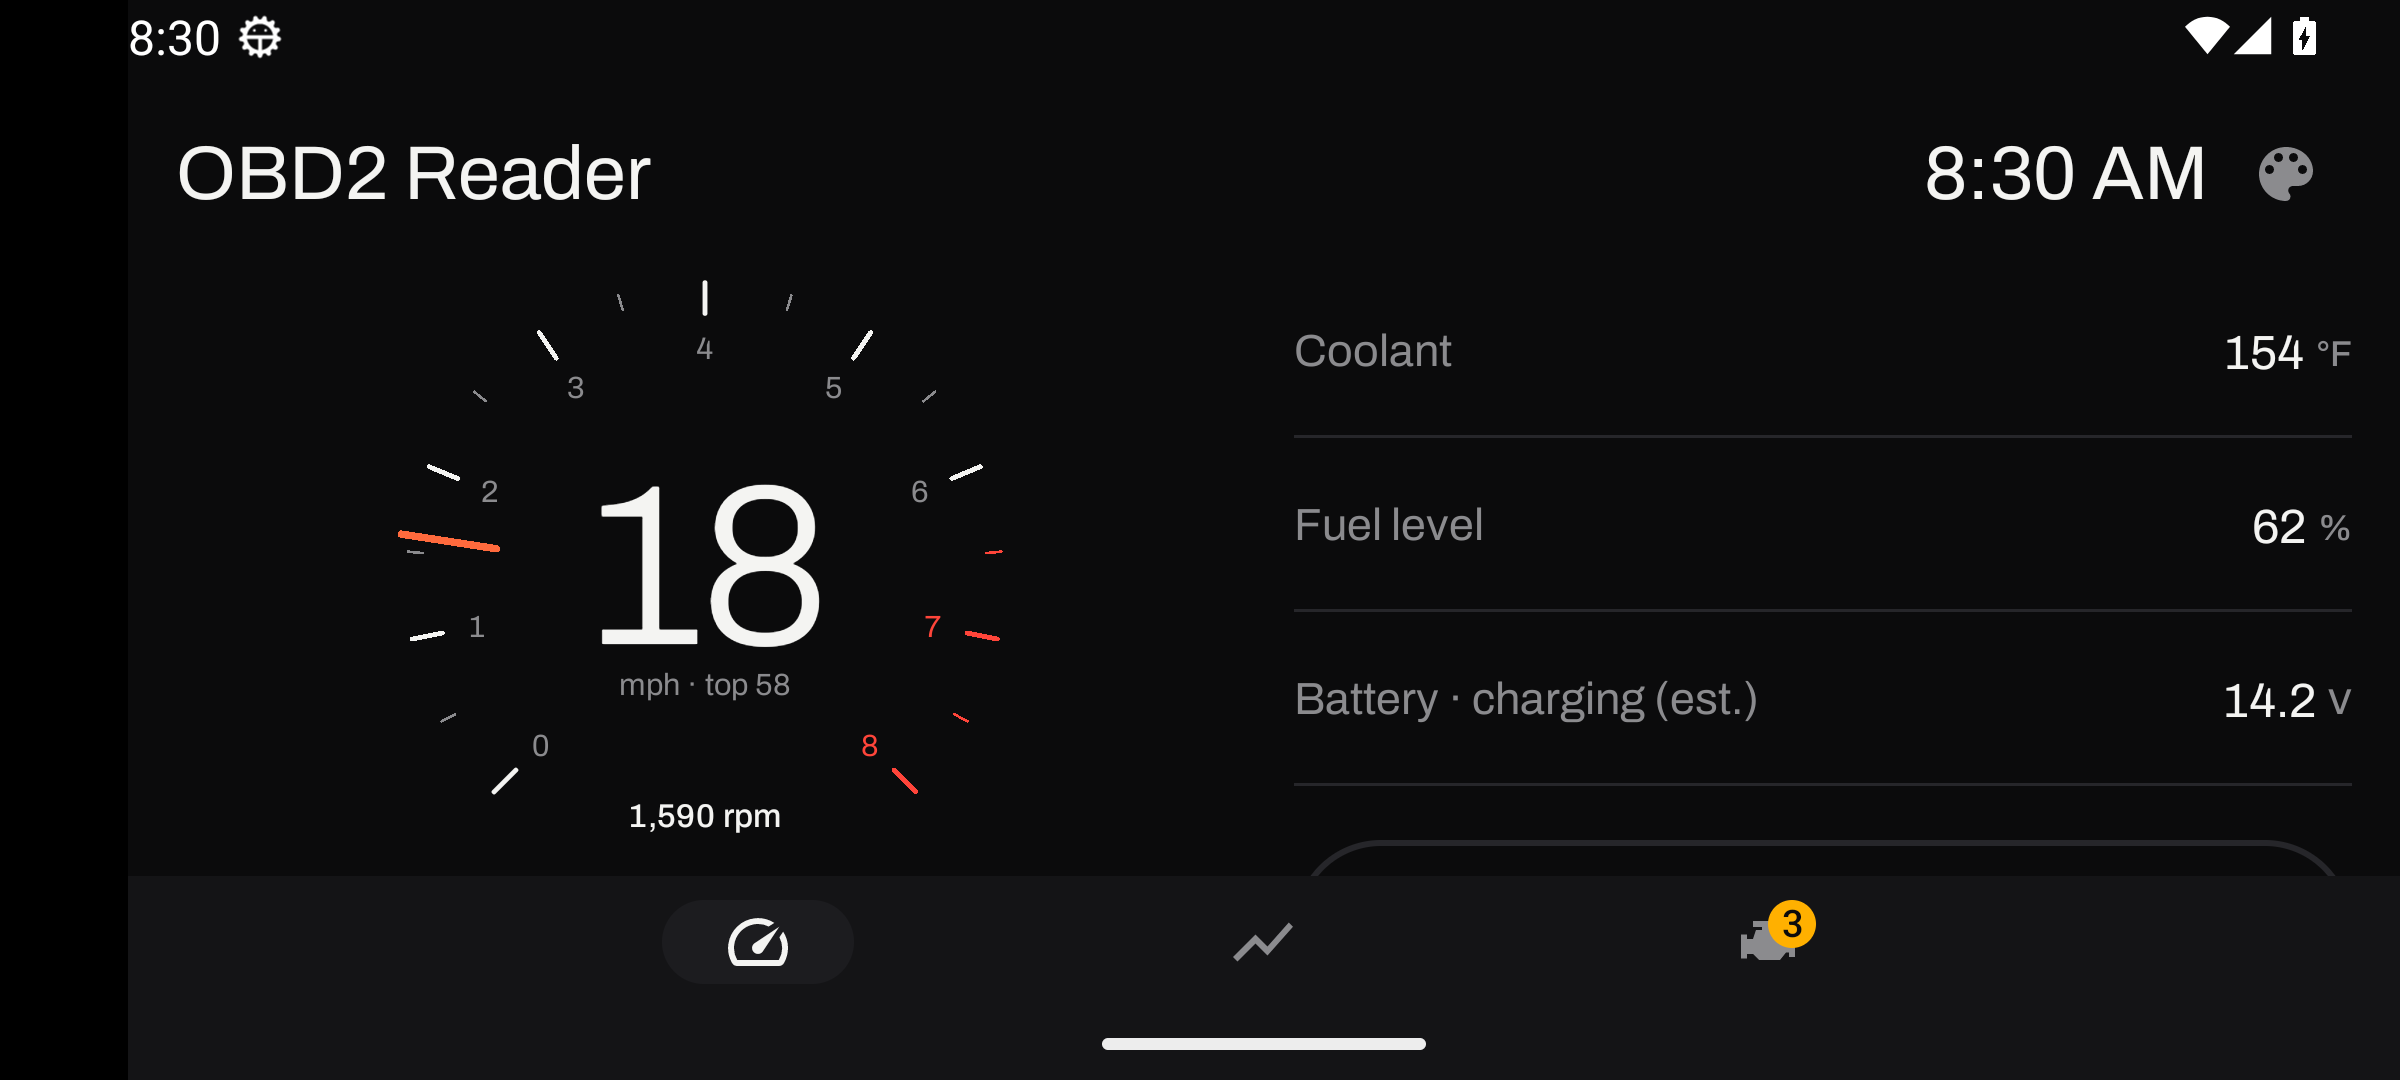 8:30
OBD2 Reader
8:30 AM
4
3
5
2
6
1
7
0
8
18
mph · top 58
1,590 rpm
Coolant
154 °F
Fuel level
62 %
Battery · charging (est.)
14.2 V
3